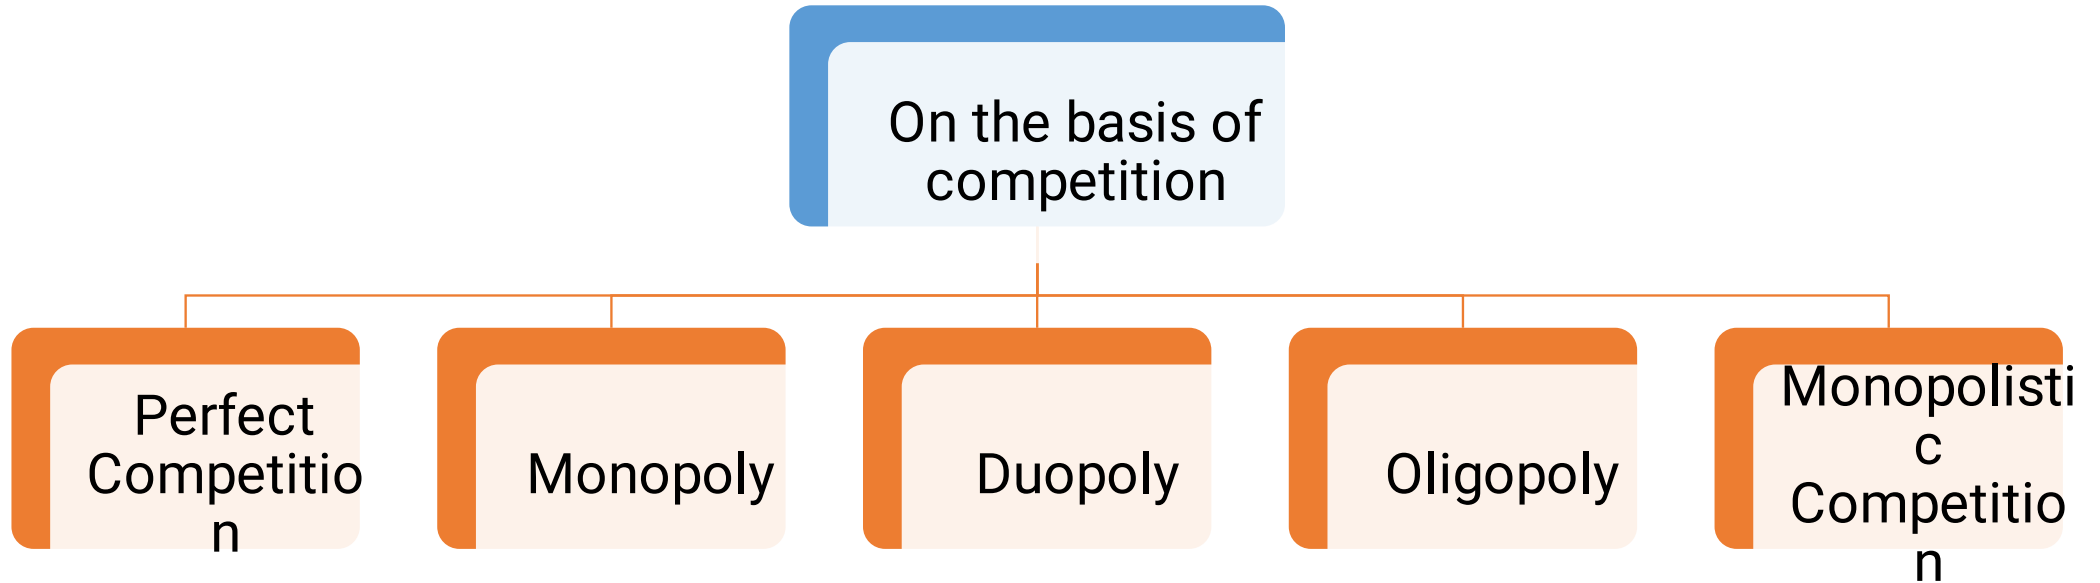 On the basis of
competition
Perfect
Competitio
n
Monopoly
Duopoly
Oligopoly
Monopolisti
c
Competitio
n